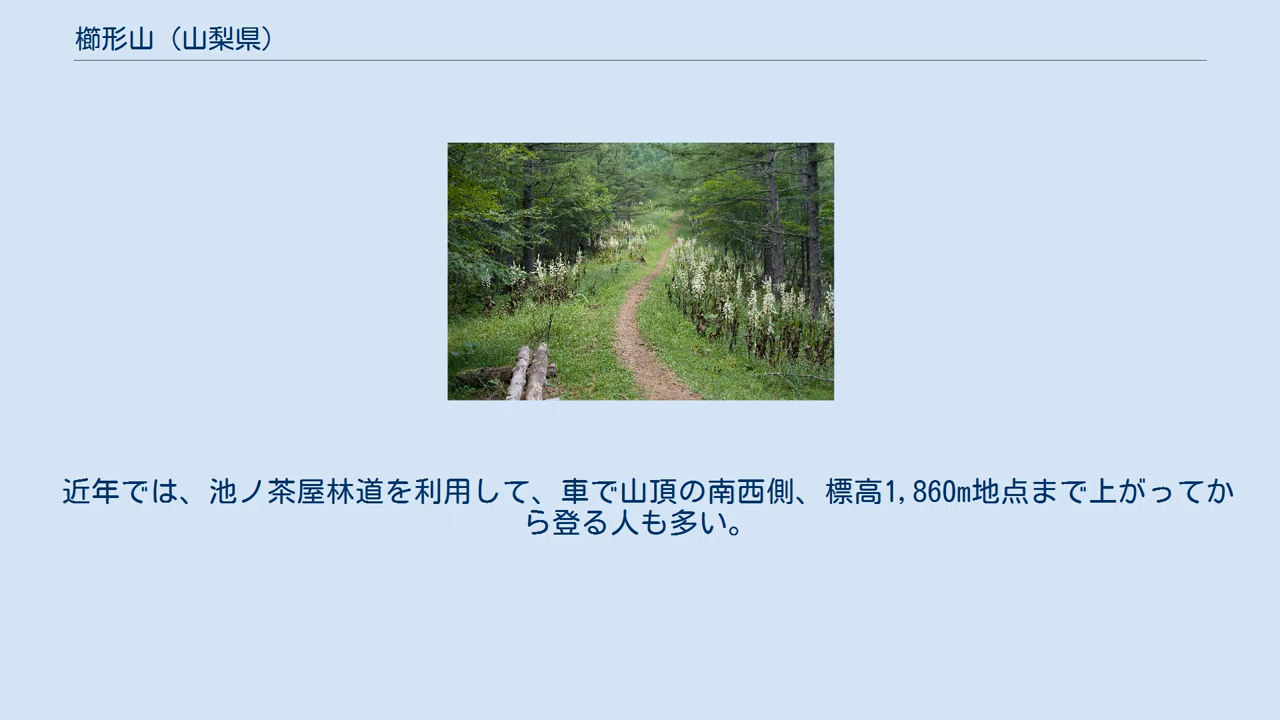 櫛形山（山梨県）
近年では、池ノ茶屋林道を利用して、車で山頂の南西側、標高1,860m地点まで上がってか
ら登る人も多い。